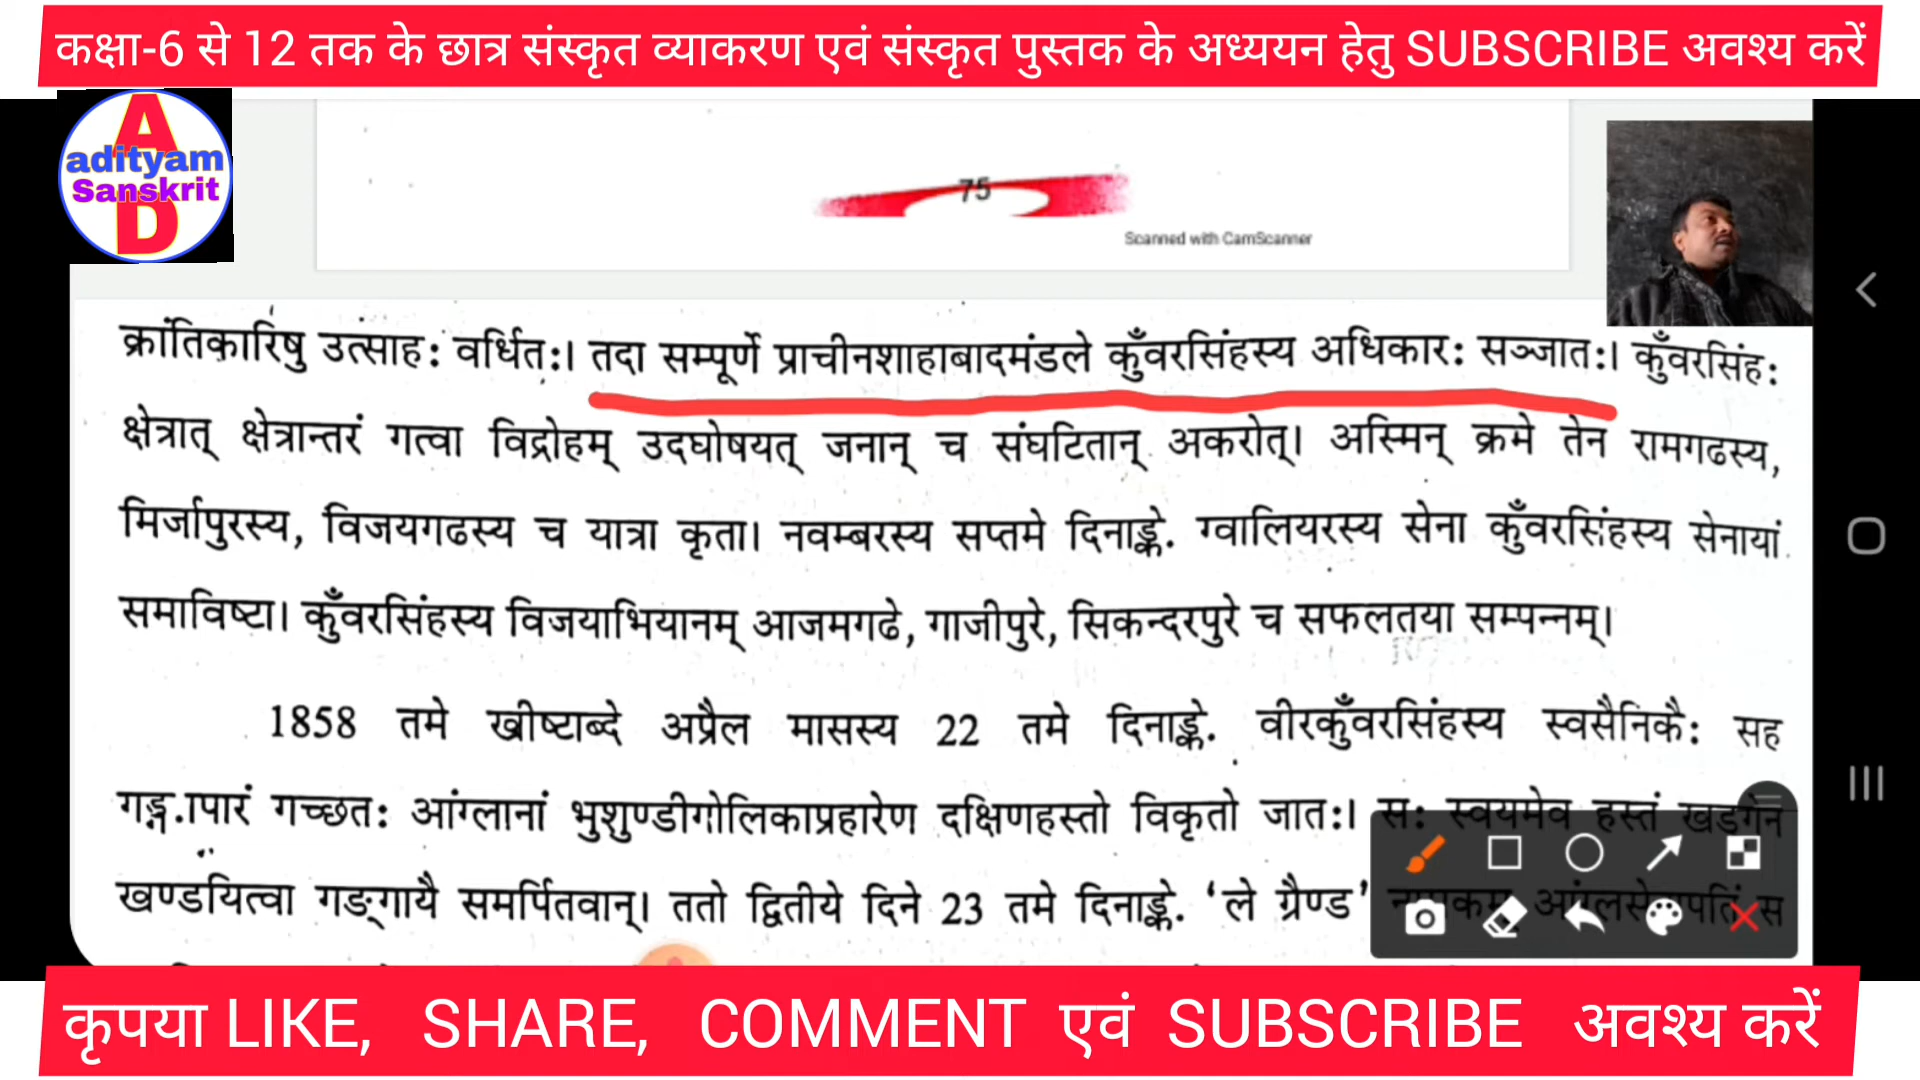 कक्षा-6 से 12 तक के छात्र संस्कृत व्याकरण एवं संस्कृत पुस्तक के अध्ययन हेतु SUBSCRIBE अवश्य करें
A
adityam
Sanskrit
D
75
Scanned with CamScanner
क्रांतिकारिषु उत्साह: वर्धित:। तदा सम्पूर्णे प्राचीनशाहाबादमंडले कुँवरसिंहस्य अधिकार: सञ्जात:। कुँवरसिंह:
क्षेत्रात् क्षेत्रान्तरं गत्वा विद्रोहम् उदघोषयत् जनान् च संघटितान् अकरोत्। अस्मिन् क्रमे तेन रामगढस्य,
मिर्जापुरस्य, विजयगढस्य च यात्रा कृता। नवम्बरस्य सप्तमे दिनाङ्के. ग्वालियरस्य सेना कुँवरसिंहस्य सेनायां
समाविष्टा। कुँवरसिंहस्य विजयाभियानम् आजमगढे, गाजीपुरे, सिकन्दरपुरे च सफलतया सम्पन्नम्।
1858 तमे ख्रीष्टाब्दे अप्रैल मासस्य 22 तमे दिनाङ्के. वीरकुँवरसिंहस्य स्वसैनिकै: सह
गङ्ग.ापारं गच्छत: आंग्लानां भुशुण्डीगोलिकाप्रहारेण दक्षिणहस्तो विकृतो जात:। स: स्वयमेव हस्तं खड्गेन
खण्डयित्वा गङ्गायै समर्पितवान्। ततो द्वितीये दिने 23 तमे दिनाङ्के. ‘ले ग्रैण्ड’ स
कृपया LIKE, SHARE, COMMENT एवं SUBSCRIBE अवश्य करें